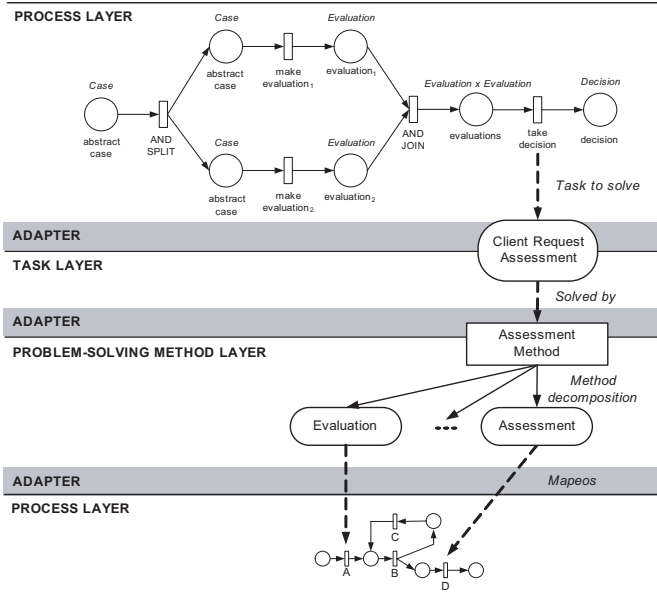 PROCESS LAYER
Case
Evaluation
abstract
case
make
evaluation1
evaluation1
Case
Evaluation x Evaluation
Decision
abstract
case
AND
SPLIT
Case
Evaluation
AND
JOIN
evaluations
take
decision
decision
abstract
case
make
evaluation2
evaluation2
Task to solve
ADAPTER
Client Request
Assessment
TASK LAYER
Solved by
ADAPTER
Assessment
Method
PROBLEM-SOLVING METHOD LAYER
Method
decomposition
Evaluation
Assessment
ADAPTER
Mapeos
PROCESS LAYER
C
A
B
D